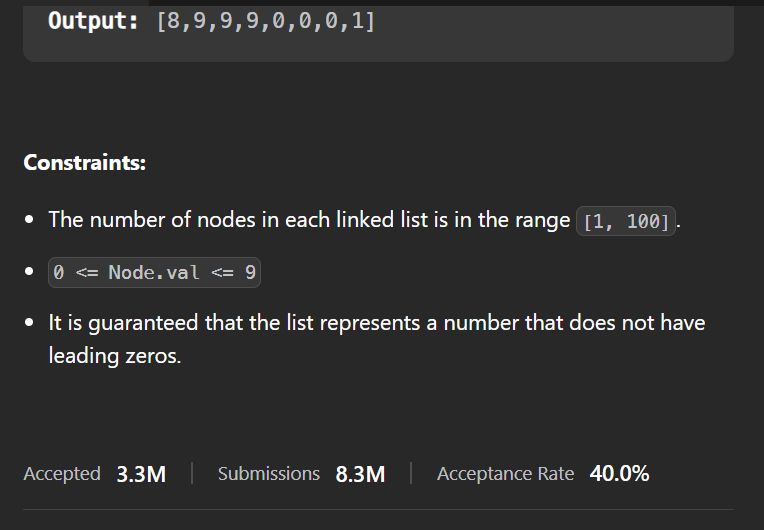 Output: [8,9,9,9,0,0,0,1]
Constraints:
• The number of nodes in each linked list is in the range [1, 100].
• 0 <= Node.val <= 9
• It is guaranteed that the list represents a number that does not have
leading zeros.
Accepted 3.3M | Submissions 8.3M | Acceptance Rate 40.0%